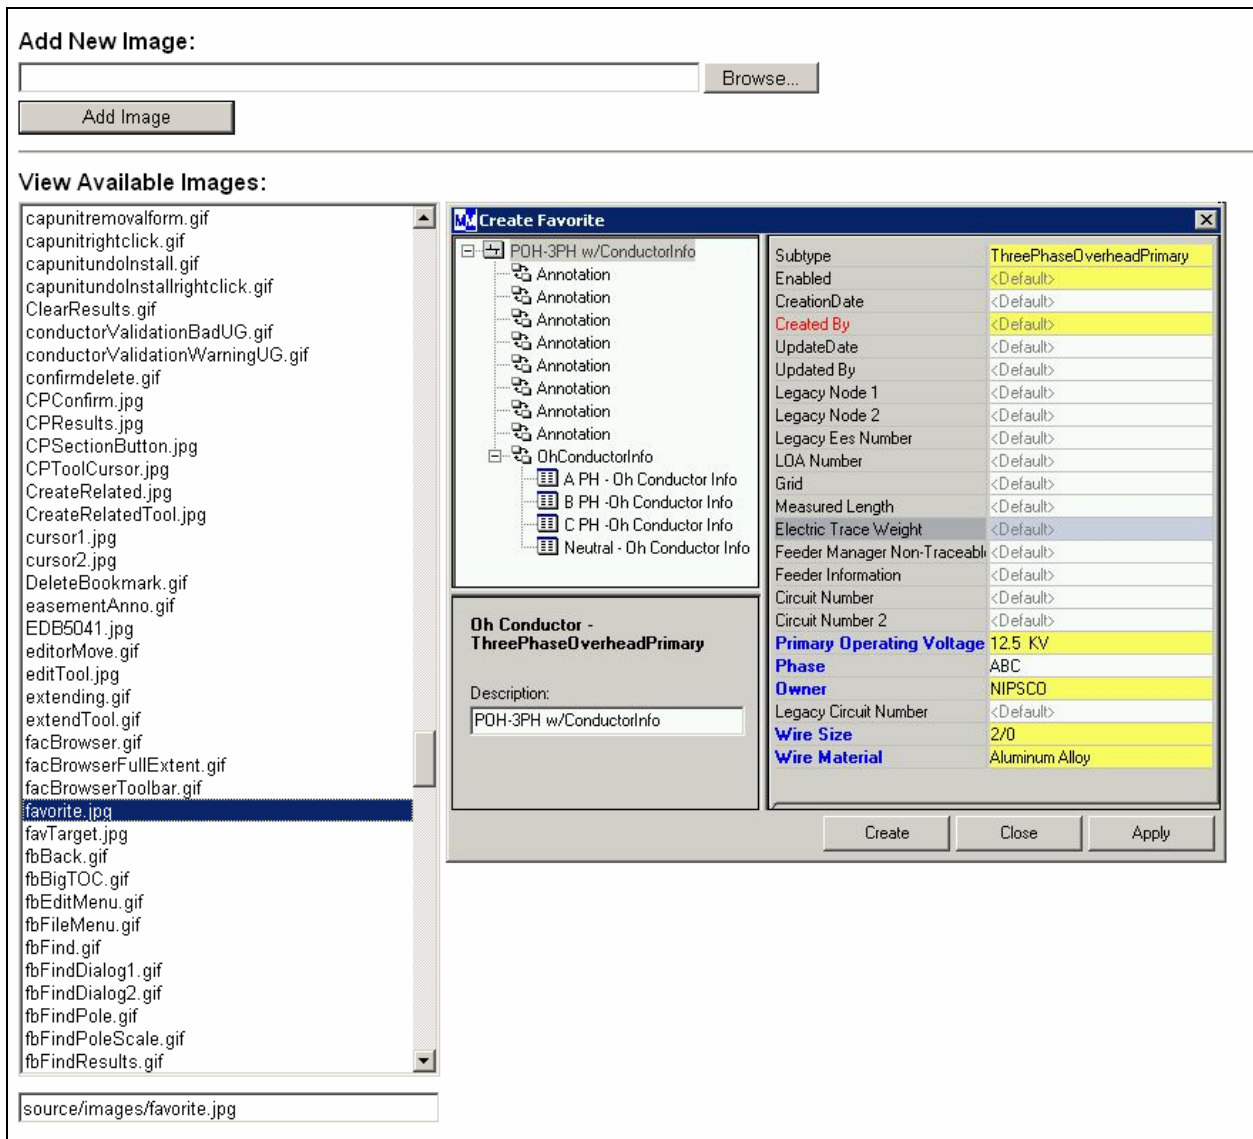 Add New Image:
Browse...
Add Image
View Available Images:
capunitremovalform.gif
capunitrightclick.gif
capunitundoInstall.gif
capunitundoInstallrightclick.gif
ClearResults.gif
conductorValidationBadUG.gif
conductorValidationWarningUG.gif
confirmdelete.gif
CPConfirm.jpg
CPResults.jpg
CPSectionButton.jpg
CPToolCursor.jpg
CreateRelated.jpg
CreateRelatedTool.jpg
cursor1.jpg
cursor2.jpg
DeleteBookmark.gif
easementAnno.gif
EDB5041.jpg
editorMove.gif
editTool.jpg
extending.gif
extendTool.gif
facBrowser.gif
facBrowserFullExtent.gif
facBrowserToolbar.gif
favorite.jpg
favTarget.jpg
fbBack.gif
fbBigTOC.gif
fbEditMenu.gif
fbFileMenu.gif
fbFind.gif
fbFindDialog1.gif
fbFindDialog2.gif
fbFindPole.gif
fbFindPoleScale.gif
fbFindResults.gif
source/images/favorite.jpg
Create Favorite
POH-3PH w/ConductorInfo
Annotation
Annotation
Annotation
Annotation
Annotation
Annotation
Annotation
Annotation
OhConductorInfo
A PH - Oh Conductor Info
B PH -Oh Conductor Info
C PH -Oh Conductor Info
Neutral - Oh Conductor Info
Oh Conductor -
ThreePhaseOverheadPrimary
Description:
POH-3PH w/ConductorInfo
Subtype ThreePhaseOverheadPrimary
Enabled <Default>
CreationDate <Default>
Created By <Default>
UpdateDate <Default>
Updated By <Default>
Legacy Node 1 <Default>
Legacy Node 2 <Default>
Legacy Ees Number <Default>
LOA Number <Default>
Grid <Default>
Measured Length <Default>
Electric Trace Weight <Default>
Feeder Manager Non-Traceabl <Default>
Feeder Information <Default>
Circuit Number <Default>
Circuit Number 2 <Default>
Primary Operating Voltage 12.5 KV
Phase ABC
Owner NIPSCO
Legacy Circuit Number <Default>
Wire Size 2/0
Wire Material Aluminum Alloy
Create Close Apply